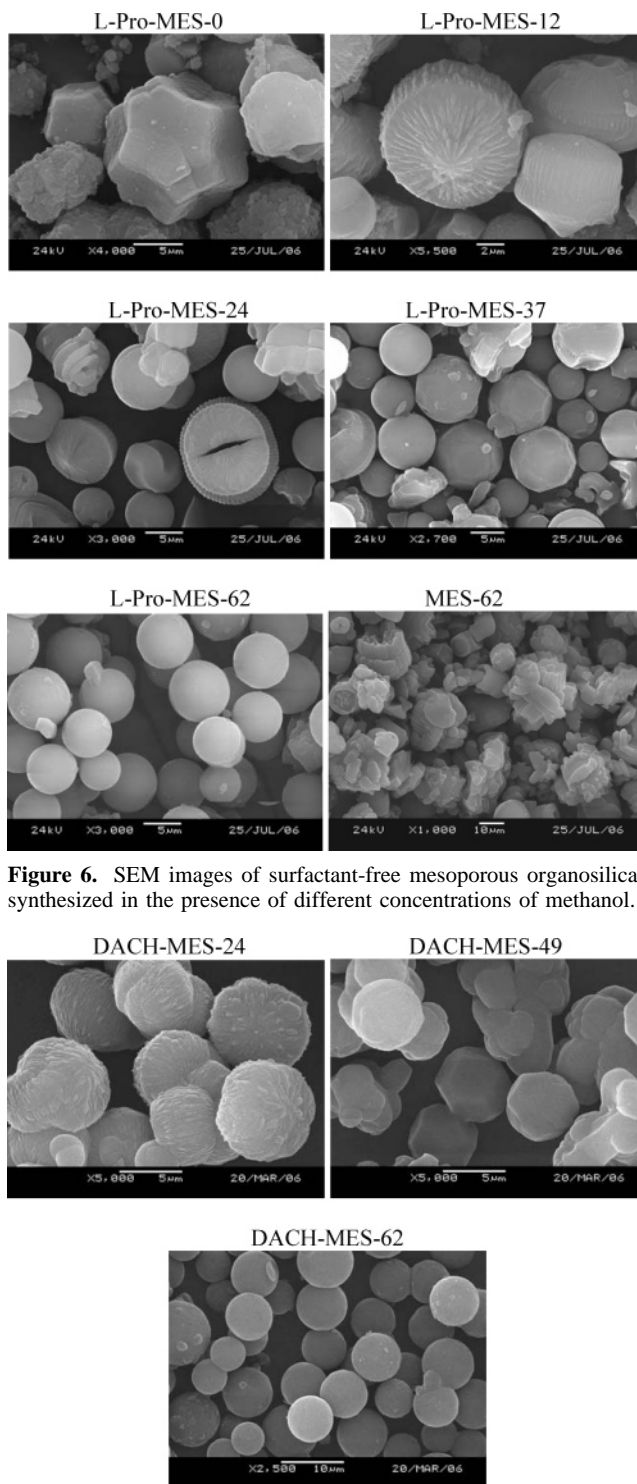 L-Pro-MES-0 L-Pro-MES-12
24kU X4,000 5µm 25/JUL/06 24kU X5,500 2µm 25/JUL/06
L-Pro-MES-24 L-Pro-MES-37
24kU X3,000 5µm 25/JUL/06 24kU X2,700 5µm 25/JUL/06
L-Pro-MES-62 MES-62
24kU X3,000 5µm 25/JUL/06 24kU X1,000 10µm 25/JUL/06
Figure 6. SEM images of surfactant-free mesoporous organosilica
synthesized in the presence of different concentrations of methanol.
DACH-MES-24 DACH-MES-49
X5,000 5µm 20/MAR/06 X5,000 5µm 20/MAR/06
DACH-MES-62
X2,500 10µm 20/MAR/06